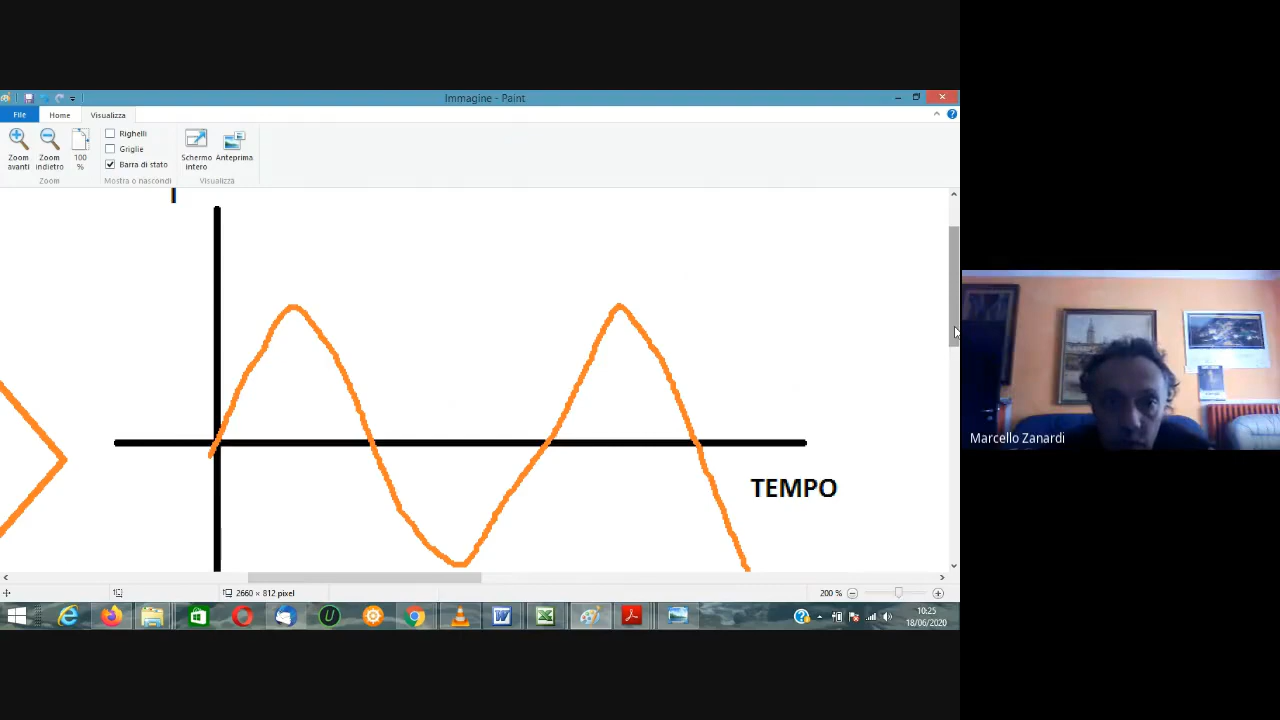 Immagine - Paint
File Home Visualizza
Zoom avanti
Zoom indietro
100 %
Zoom
Righelli
Griglie
Barra di stato
Mostra o nascondi
Schermo intero
Anteprima
Visualizza
TEMPO
Marcello Zanardi
2660 × 812 pixel
200 %
10:25
18/06/2020